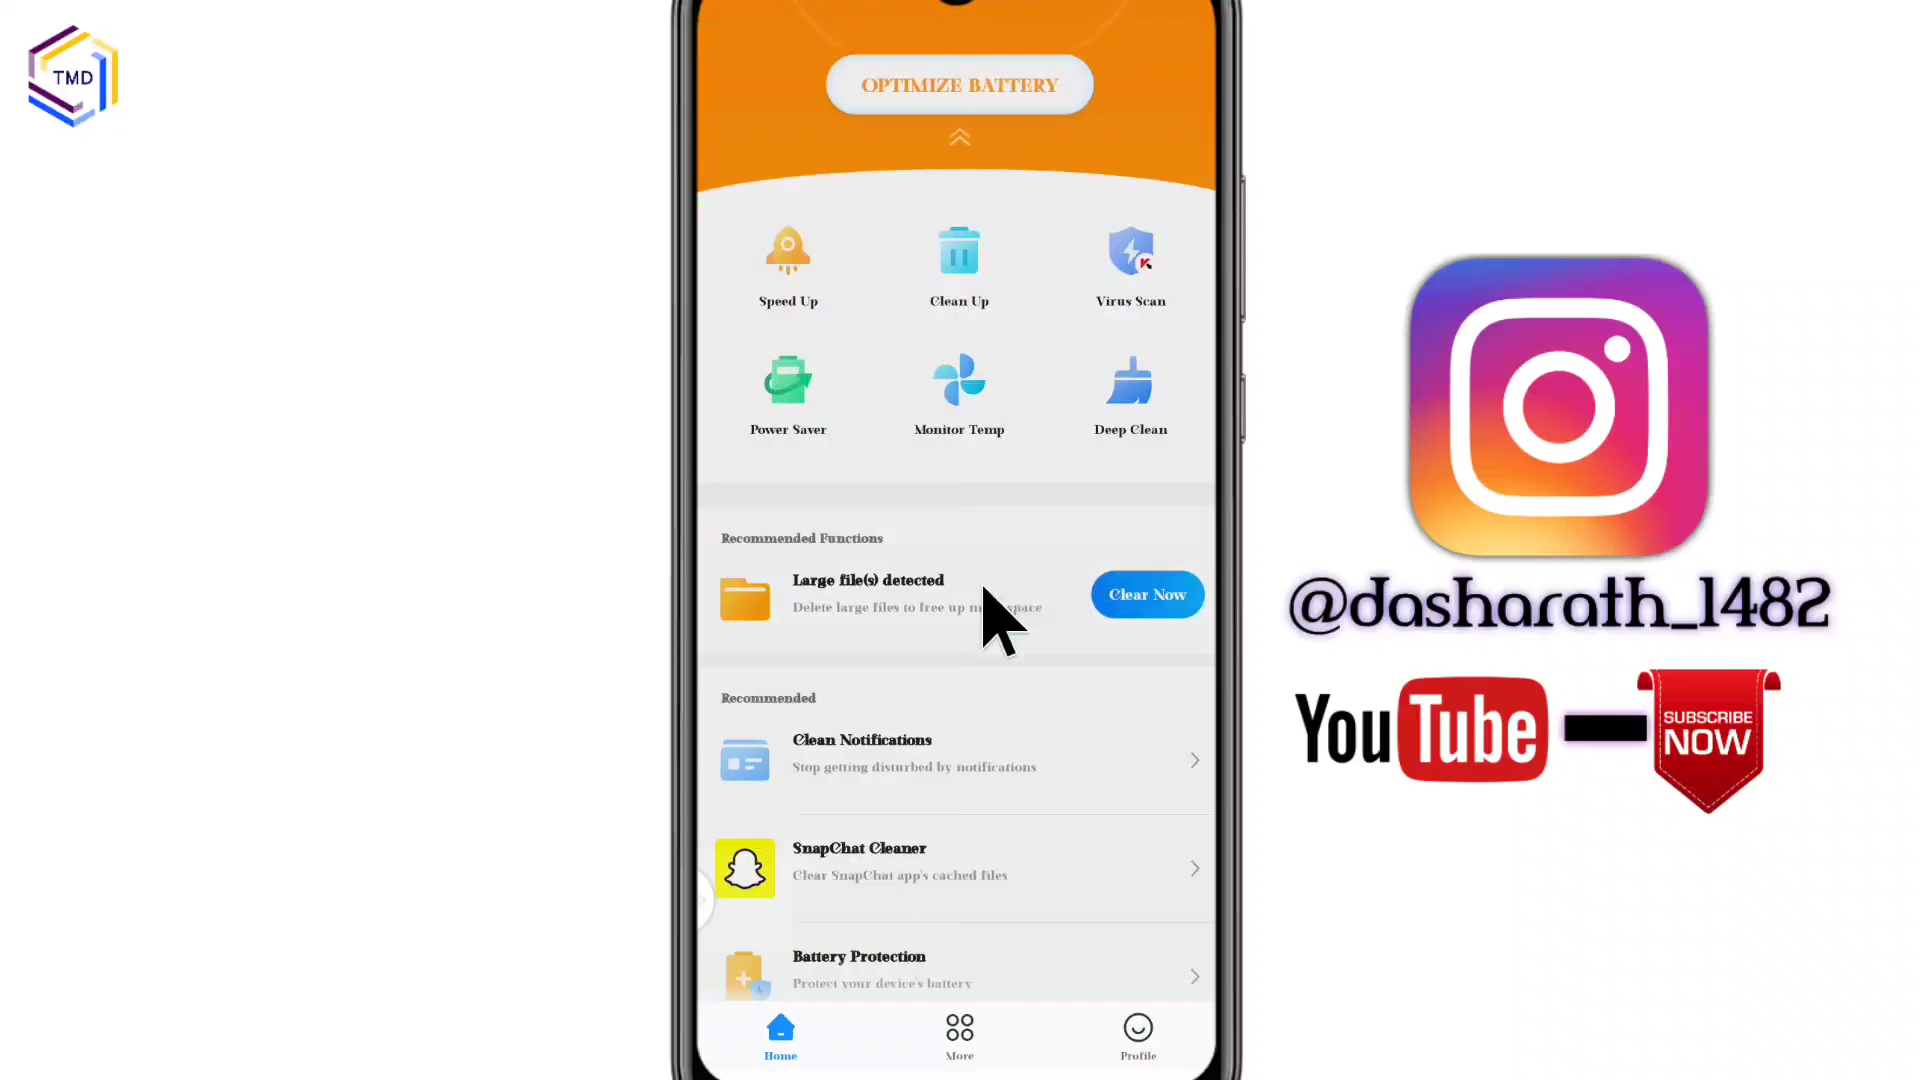 TMD
OPTIMIZE BATTERY
Speed Up
Clean Up
Virus Scan
Power Saver
Monitor Temp
Deep Clean
Recommended Functions
Large file(s) detected
Delete large files to free up space
Clear Now
Recommended
Clean Notifications
Stop getting disturbed by notifications
SnapChat Cleaner
Clear SnapChat app's cached files
Battery Protection
Protect your device's battery
Home
More
Profile
@dasharath_1482
YouTube
SUBSCRIBE
NOW